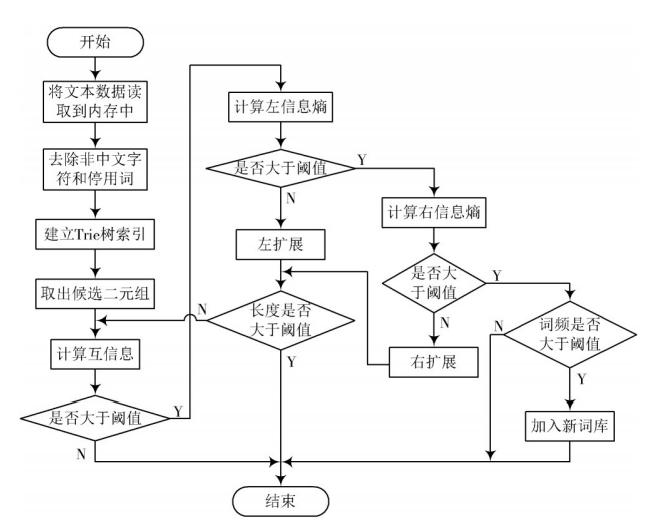 开始
将文本数据读
取到内存中
去除非中文字
符和停用词
建立Trie树索引
取出候选二元组
计算互信息
是否大于阈值
Y
N
计算左信息熵
是否大于阈值
Y
N
左扩展
长度是否
大于阈值
N
Y
计算右信息熵
是否大
于阈值
Y
N
右扩展
词频是否
大于阈值
N
Y
加入新词库
结束